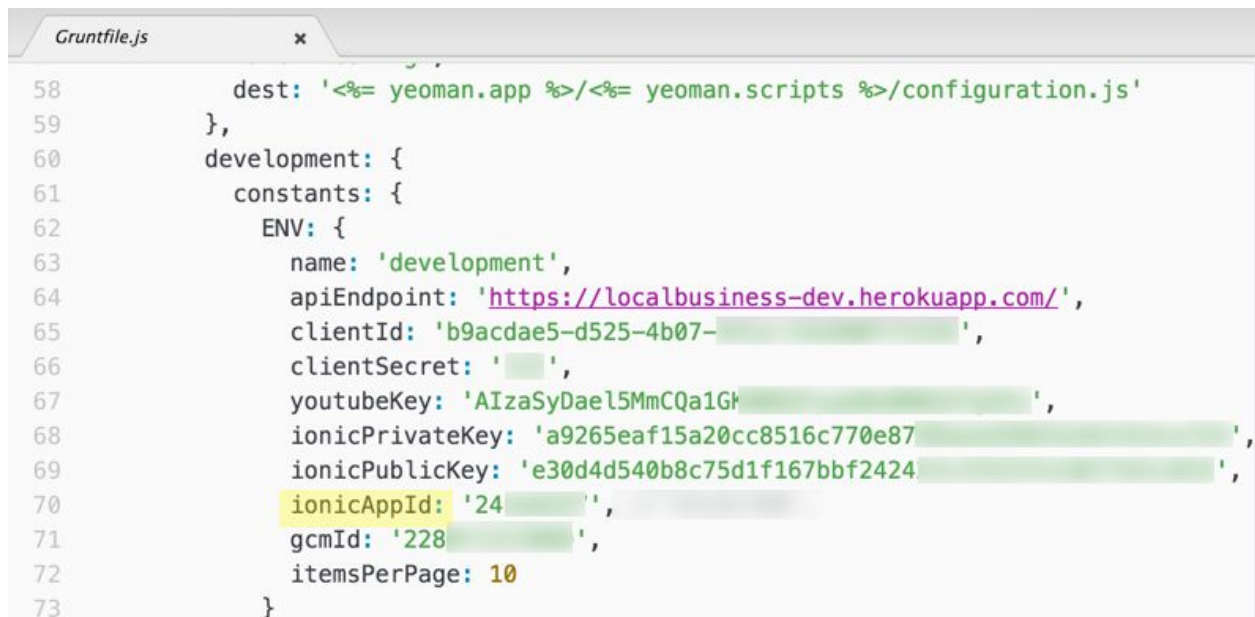 Gruntfile.js ×
58 dest: '<%= yeoman.app %>/<%= yeoman.scripts %>/configuration.js'
59 },
60 development: {
61 constants: {
62 ENV: {
63 name: 'development',
64 apiEndpoint: 'https://localbusiness-dev.herokuapp.com/',
65 clientId: 'b9acdae5-d525-4b07- ',
66 clientSecret: ' ',
67 youtubeKey: 'AIzaSyDael5MmCQa1GK ',
68 ionicPrivateKey: 'a9265eaf15a20cc8516c770e87 ',
69 ionicPublicKey: 'e30d4d540b8c75d1f167bbf2424 ',
70 ionicAppId: '24 ',
71 gcmId: '228 ',
72 itemsPerPage: 10
73 }